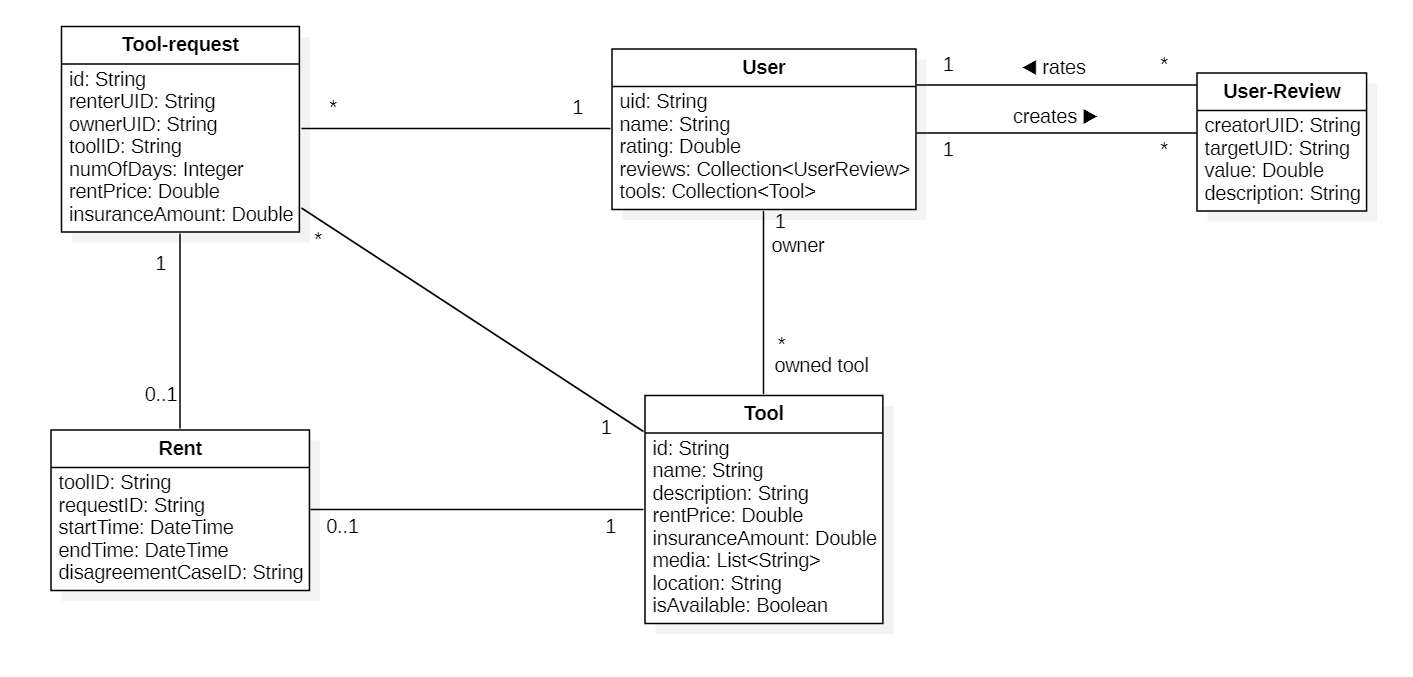 Tool-request
id: String
renterUID: String
ownerUID: String
toolID: String
numOfDays: Integer
rentPrice: Double
insuranceAmount: Double
*
1
User
uid: String
name: String
rating: Double
reviews: Collection<UserReview>
tools: Collection<Tool>
1
◀ rates
*
creates ▶
1
*
User-Review
creatorUID: String
targetUID: String
value: Double
description: String
1
owner
*
owned tool
*
1
1
0..1
Rent
toolID: String
requestID: String
startTime: DateTime
endTime: DateTime
disagreementCaseID: String
0..1
1
Tool
id: String
name: String
description: String
rentPrice: Double
insuranceAmount: Double
media: List<String>
location: String
isAvailable: Boolean